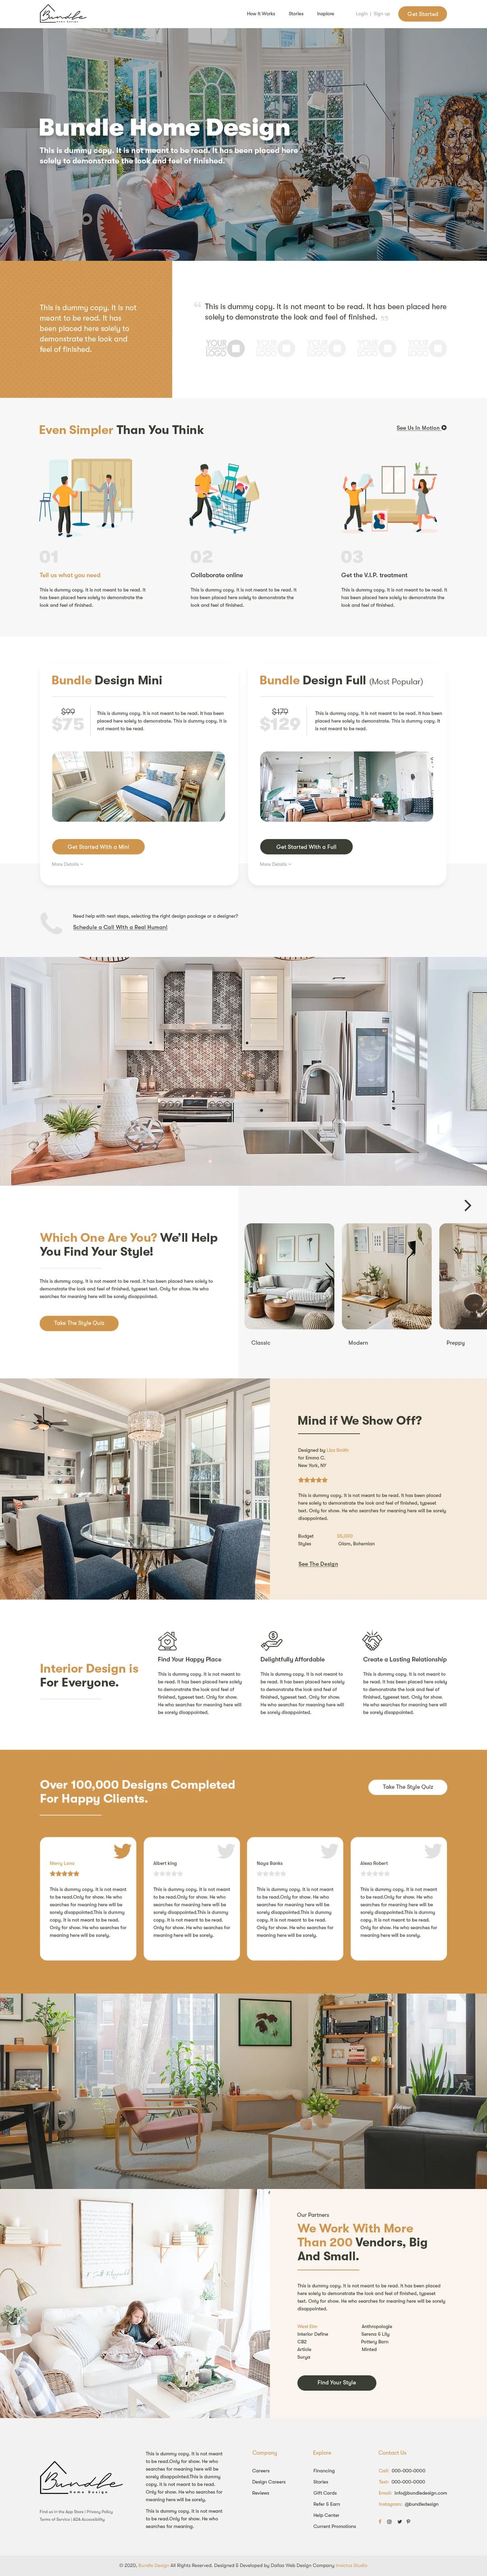 Bundle
Home Design
How It Works Stories Inspire Login | Sign up Get Started
Bundle Home Design
This is dummy copy. It is not meant to be read. It has been placed here
solely to demonstrate the look and feel of finished.
This is dummy copy. It is not
meant to be read. It has
been placed here solely to
demonstrate the look and
feel of finished.
“ This is dummy copy. It is not meant to be read. It has been placed here
solely to demonstrate the look and feel of finished. ”
YOUR LOGO YOUR LOGO YOUR LOGO YOUR LOGO YOUR LOGO
Even Simpler Than You Think
See Us In Motion
01
Tell us what you need
This is dummy copy. It is not meant to be read. It
has been placed here solely to demonstrate the
look and feel of finished.
02
Collaborate online
This is dummy copy. It is not meant to be read. It
has been placed here solely to demonstrate the
look and feel of finished.
03
Get the V.I.P. treatment
This is dummy copy. It is not meant to be read. It
has been placed here solely to demonstrate the
look and feel of finished.
Bundle Design Mini
$99
$75
This is dummy copy. It is not meant to be read. It has been
placed here solely to demonstrate. This is dummy copy. It is
not meant to be read.
Get Started With a Mini
More Details
Bundle Design Full (Most Popular)
$179
$129
This is dummy copy. It is not meant to be read. It has been
placed here solely to demonstrate. This is dummy copy. It
is not meant to be read.
Get Started With a Full
More Details
Need help with next steps, selecting the right design package or a designer?
Schedule a Call With a Real Human!
Which One Are You? We'll Help
You Find Your Style!
This is dummy copy. It is not meant to be read. It has been placed here solely to
demonstrate the look and feel of finished, typeset text. Only for show. He who
searches for meaning here will be sorely disappointed.
Take The Style Quiz
Classic Modern Preppy
Mind if We Show Off?
Designed by Lisa Smith
for Emma C.
New York, NY
This is dummy copy. It is not meant to be read. It has been placed
here solely to demonstrate the look and feel of finished, typeset
text. Only for show. He who searches for meaning here will be sorely
disappointed.
Budget $5,000
Styles Glam, Bohemian
See The Design
Interior Design is
For Everyone.
Find Your Happy Place
This is dummy copy. It is not meant to
be read. It has been placed here solely
to demonstrate the look and feel of
finished, typeset text. Only for show.
He who searches for meaning here will
be sorely disappointed.
Delightfully Affordable
This is dummy copy. It is not meant to
be read. It has been placed here solely
to demonstrate the look and feel of
finished, typeset text. Only for show.
He who searches for meaning here will
be sorely disappointed.
Create a Lasting Relationship
This is dummy copy. It is not meant to
be read. It has been placed here solely
to demonstrate the look and feel of
finished, typeset text. Only for show.
He who searches for meaning here will
be sorely disappointed.
Over 100,000 Designs Completed
For Happy Clients.
Take The Style Quiz
Merry Lana
This is dummy copy. It is not meant
to be read.Only for show. He who
searches for meaning here will be
sorely disappointed.This is dummy
copy. It is not meant to be read.
Only for show. He who searches for
meaning here will be sorely.
Albert king
This is dummy copy. It is not meant
to be read.Only for show. He who
searches for meaning here will be
sorely disappointed.This is dummy
copy. It is not meant to be read.
Only for show. He who searches for
meaning here will be sorely.
Naya Banks
This is dummy copy. It is not meant
to be read.Only for show. He who
searches for meaning here will be
sorely disappointed.This is dummy
copy. It is not meant to be read.
Only for show. He who searches for
meaning here will be sorely.
Alexa Robert
This is dummy copy. It is not meant
to be read.Only for show. He who
searches for meaning here will be
sorely disappointed.This is dummy
copy. It is not meant to be read.
Only for show. He who searches for
meaning here will be sorely.
Our Partners
We Work With More
Than 200 Vendors, Big
And Small.
This is dummy copy. It is not meant to be read. It has been placed
here solely to demonstrate the look and feel of finished, typeset
text. Only for show. He who searches for meaning here will be sorely
disappointed.
West Elm Anthropologie
Interior Define Serena & Lily
CB2 Pottery Barn
Article Minted
Surya
Find Your Style
Bundle
Home Design
Find us in the App Store | Privacy Policy
Terms of Service | ADA Accessibility
This is dummy copy. It is not meant
to be read.Only for show. He who
searches for meaning here will be
sorely disappointed.This is dummy
copy. It is not meant to be read.
Only for show. He who searches for
meaning here will be sorely.
This is dummy copy. It is not meant
to be read.Only for show. He who
searches for meaning.
Company
Careers
Design Careers
Reviews
Explore
Financing
Stories
Gift Cards
Refer & Earn
Help Center
Current Promotions
Contact Us
Call: 000-000-0000
Text: 000-000-0000
Email: info@bundledesign.com
Instagram: @bundledesign
© 2020, Bundle Design All Rights Reserved. Designed & Developed by Dallas Web Design Company Invictus Studio